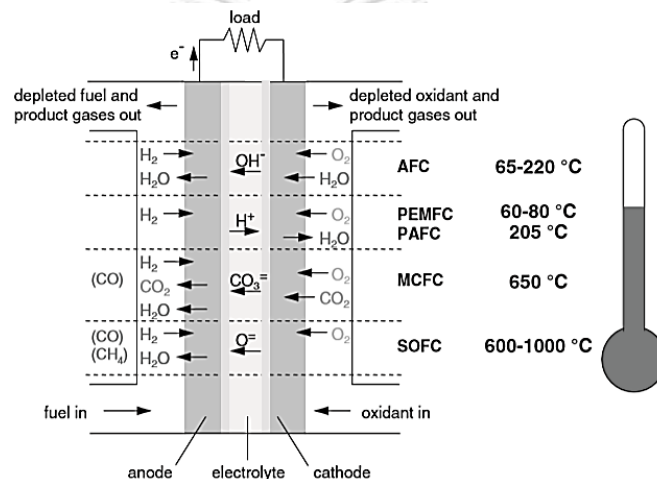 load
e⁻
depleted fuel and
product gases out
depleted oxidant and
product gases out
H₂ OH⁻ O₂ AFC 65-220 °C
H₂O H₂O
H₂ H⁺ O₂ PEMFC 60-80 °C
H₂O PAFC 205 °C
(CO) H₂ CO₃⁼ O₂ MCFC 650 °C
CO₂ CO₂
H₂O
(CO) H₂ O⁼ O₂ SOFC 600-1000 °C
(CH₄) H₂O
fuel in oxidant in
anode electrolyte cathode